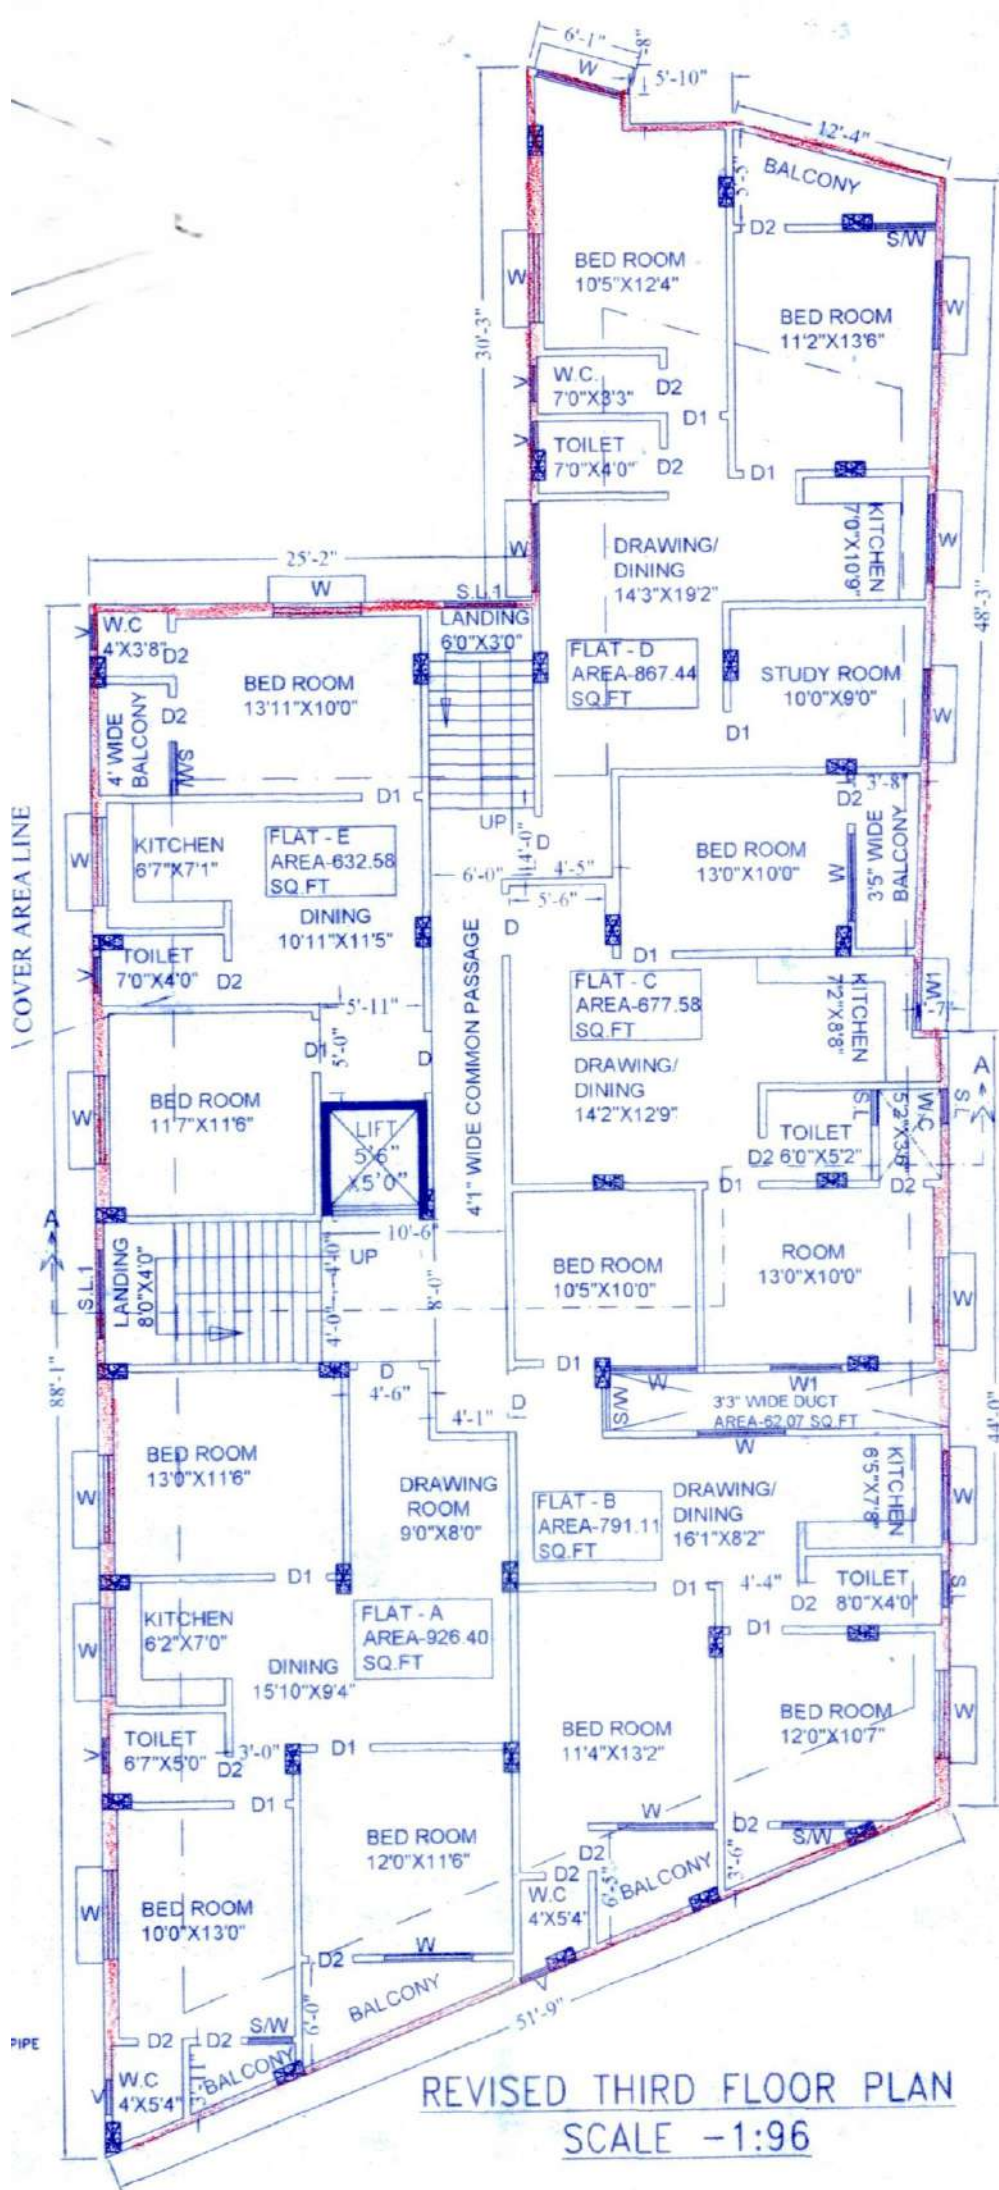 6'-1"
8"
W
5'-10"
12'-4"
BALCONY
5'-5"
D2
S/W
BED ROOM
10'5"X12'4"
W
BED ROOM
11'2"X13'6"
W
30'-3"
W.C.
7'0"X3'3"
D2
V
D1
TOILET
7'0"X4'0"
D2
V
D1
KITCHEN
7'0"X10'9"
W
W
DRAWING/
DINING
14'3"X19'2"
48'-3"
25'-2"
W
S.L.1
LANDING
6'0"X3'0"
V
W.C
4'X3'8"
D2
FLAT - D
AREA-867.44
SQ.FT
STUDY ROOM
10'0"X9'0"
W
D1
BED ROOM
13'11"X10'0"
D2
4' WIDE
BALCONY
S/W
D1
UP
D
14'-0"
D2
3'-8"
COVER AREA LINE
W
KITCHEN
6'7"X7'1"
FLAT - E
AREA-632.58
SQ.FT
6'-0"
4'-5"
5'-6"
BED ROOM
13'0"X10'0"
W
3'5" WIDE
BALCONY
DINING
10'11"X11'5"
D
D1
TOILET
7'0"X4'0"
D2
V
4'1" WIDE COMMON PASSAGE
FLAT - C
AREA-677.58
SQ.FT
KITCHEN
7'2"X8'8"
W1
-7"
5'-11"
D1
5'-0"
D
DRAWING/
DINING
14'2"X12'9"
A
W
BED ROOM
11'7"X11'6"
LIFT
5'6"
X5'0"
TOILET
6'0"X5'2"
D2
S.L
W.C
5'2"X3'6"
S.L
D1
D2
A
S.L.1
LANDING
8'0"X4'0"
UP
10'-6"
4'-0"
4'-0"
8'-0"
BED ROOM
10'5"X10'0"
ROOM
13'0"X10'0"
W
D1
88'-1"
D
4'-6"
4'-1"
D
S/W
W
W1
3'3" WIDE DUCT
AREA-62.07 SQ.FT
W
44'-0"
BED ROOM
13'0"X11'6"
W
DRAWING
ROOM
9'0"X8'0"
FLAT - B
AREA-791.11
SQ.FT
DRAWING/
DINING
16'1"X8'2"
KITCHEN
6'5"X7'8"
W
D1
D1
4'-4"
D2
TOILET
8'0"X4'0"
S.L
W
KITCHEN
6'2"X7'0"
FLAT - A
AREA-926.40
SQ.FT
D1
DINING
15'10"X9'4"
BED ROOM
11'4"X13'2"
BED ROOM
12'0"X10'7"
W
V
TOILET
6'7"X5'0"
D2
3'-0"
D1
D1
W
D2
S/W
BED ROOM
12'0"X11'6"
D2
D2
W.C
4'X5'4"
6'-5"
BALCONY
3'-6"
W
BED ROOM
10'0"X13'0"
D2
W
V
BALCONY
6'-0"
51'-9"
PIPE
D2
D2
S/W
V
W.C
4'X5'4"
3'-11"
BALCONY
REVISED THIRD FLOOR PLAN
SCALE -1:96